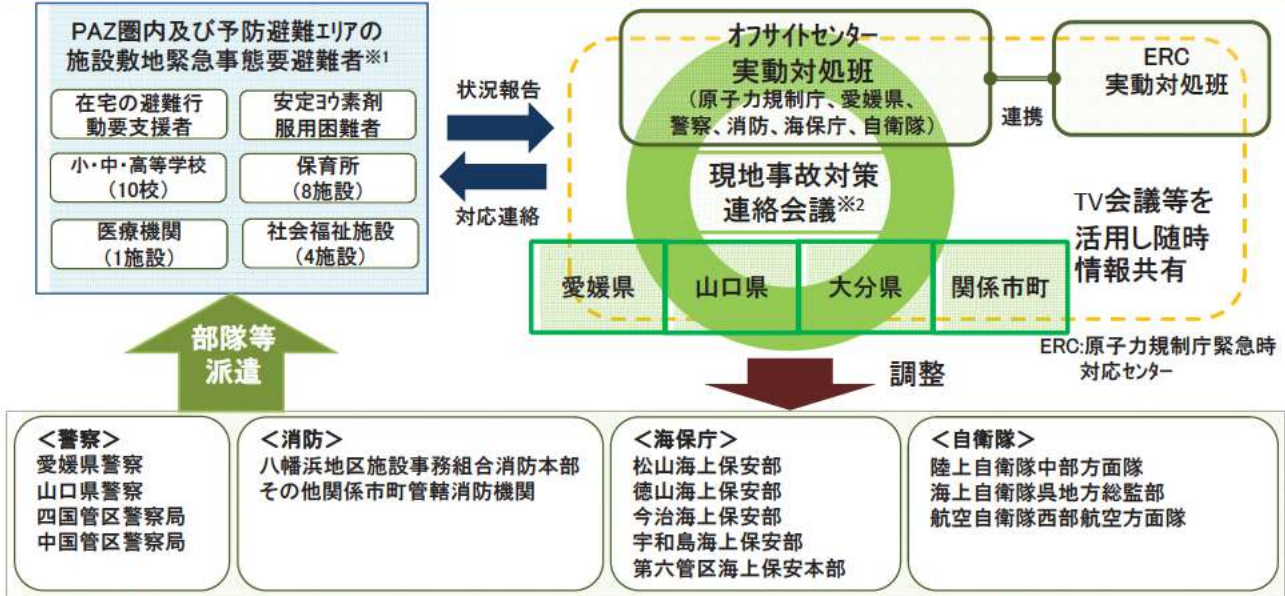 PAZ圏内及び予防避難エリアの
施設敷地緊急事態要避難者※1
在宅の避難行
動要支援者
安定ヨウ素剤
服用困難者
小・中・高等学校
(10校)
保育所
(8施設)
医療機関
(1施設)
社会福祉施設
(4施設)
状況報告
対応連絡
オフサイトセンター
実動対処班
(原子力規制庁、愛媛県、
警察、消防、海保庁、自衛隊)
連携
ERC
実動対処班
現地事故対策
連絡会議※2
TV会議等を
活用し随時
情報共有
愛媛県
山口県
大分県
関係市町
ERC:原子力規制庁緊急時
対応センター
部隊等
派遣
調整
<警察>
愛媛県警察
山口県警察
四国管区警察局
中国管区警察局
<消防>
八幡浜地区施設事務組合消防本部
その他関係市町管轄消防機関
<海保庁>
松山海上保安部
徳山海上保安部
今治海上保安部
宇和島海上保安部
第六管区海上保安本部
<自衛隊>
陸上自衛隊中部方面隊
海上自衛隊呉地方総監部
航空自衛隊西部航空方面隊